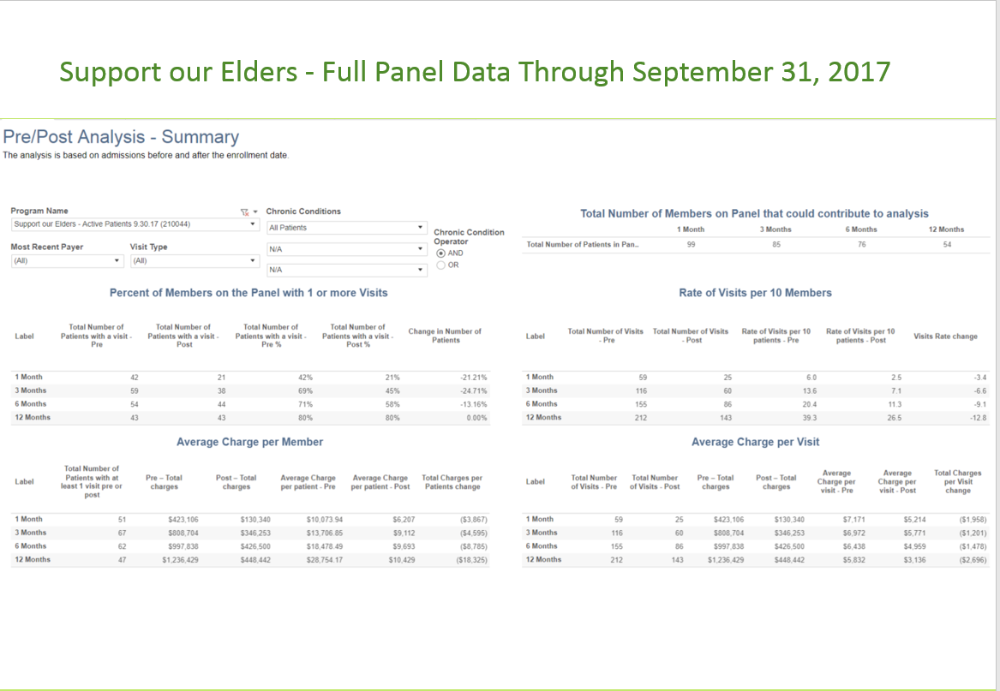 Support our Elders - Full Panel Data Through September 31, 2017
Pre/Post Analysis - Summary
The analysis is based on admissions before and after the enrollment date.
Program Name
Support our Elders - Active Patients 9.30.17 (210044)
Most Recent Payer
(All)
Visit Type
(All)
Chronic Conditions
All Patients
N/A
N/A
Chronic Condition
Operator
AND
OR
Total Number of Members on Panel that could contribute to analysis
1 Month 3 Months 6 Months 12 Months
Total Number of Patients in Pan.. 99 85 76 54
Percent of Members on the Panel with 1 or more Visits
Label
Total Number of
Patients with a visit -
Pre
Total Number of
Patients with a visit -
Post
Total Number of
Patients with a visit -
Pre %
Total Number of
Patients with a visit -
Post %
Change in Number of
Patients
1 Month 42 21 42% 21% -21.21%
3 Months 59 38 69% 45% -24.71%
6 Months 54 44 71% 58% -13.16%
12 Months 43 43 80% 80% 0.00%
Rate of Visits per 10 Members
Label
Total Number of Visits
- Pre
Total Number of Visits
- Post
Rate of Visits per 10
patients - Pre
Rate of Visits per 10
patients - Post
Visits Rate change
1 Month 59 25 6.0 2.5 -3.4
3 Months 116 60 13.6 7.1 -6.6
6 Months 155 86 20.4 11.3 -9.1
12 Months 212 143 39.3 26.5 -12.8
Average Charge per Member
Label
Total Number of
Patients with at
least 1 visit pre or
post
Pre – Total
charges
Post – Total
charges
Average Charge
per patient - Pre
Average Charge
per patient - Post
Total Charges per
Patients change
1 Month 51 $423,106 $130,340 $10,073.94 $6,207 ($3,867)
3 Months 67 $808,704 $346,253 $13,706.85 $9,112 ($4,595)
6 Months 62 $997,838 $426,500 $18,478.49 $9,693 ($8,785)
12 Months 47 $1,236,429 $448,442 $28,754.17 $10,429 ($18,325)
Average Charge per Visit
Label
Total Number
of Visits - Pre
Total Number
of Visits - Post
Pre – Total
charges
Post – Total
charges
Average
Charge per
visit - Pre
Average
Charge per
visit - Post
Total Charges
per Visit
change
1 Month 59 25 $423,106 $130,340 $7,171 $5,214 ($1,958)
3 Months 116 60 $808,704 $346,253 $6,972 $5,771 ($1,201)
6 Months 155 86 $997,838 $426,500 $6,438 $4,959 ($1,478)
12 Months 212 143 $1,236,429 $448,442 $5,832 $3,136 ($2,696)